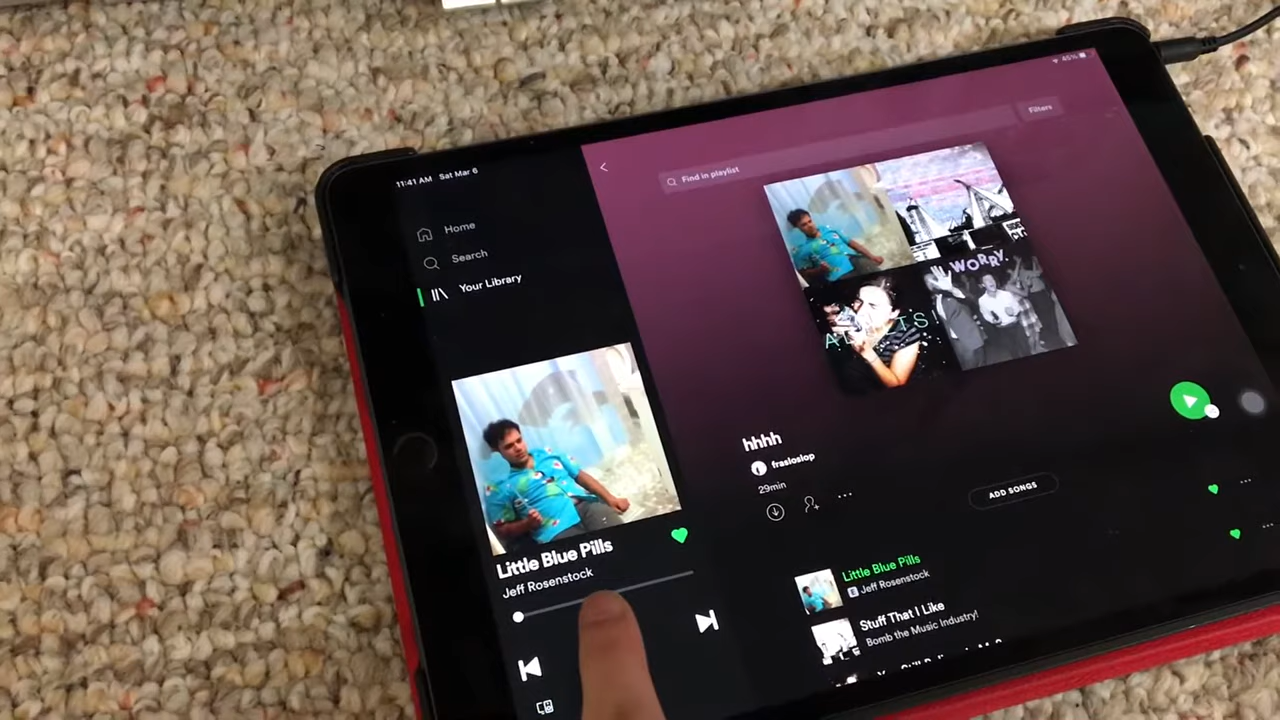 11:41 AM Sat Mar 6
45%
Home
Search
Your Library
Find in playlist
Filters
WORRY.
hhhh
frasloslop
29min
ADD SONGS
Little Blue Pills
Jeff Rosenstock
Little Blue Pills
E Jeff Rosenstock
Stuff That I Like
Bomb the Music Industry!